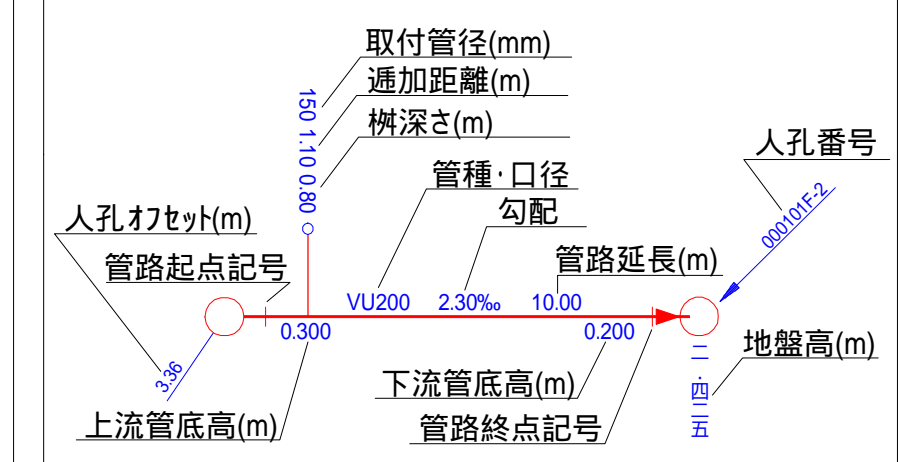 取付管径(mm)
逓加距離(m)
桝深さ(m)
150 1.10 0.80
人孔番号
000101F-2
管種・口径
勾配
人孔オフセット(m)
管路起点記号
管路延長(m)
VU200 2.30‰ 10.00
0.300
0.200
3.36
二.四二五
地盤高(m)
下流管底高(m)
上流管底高(m)
管路終点記号